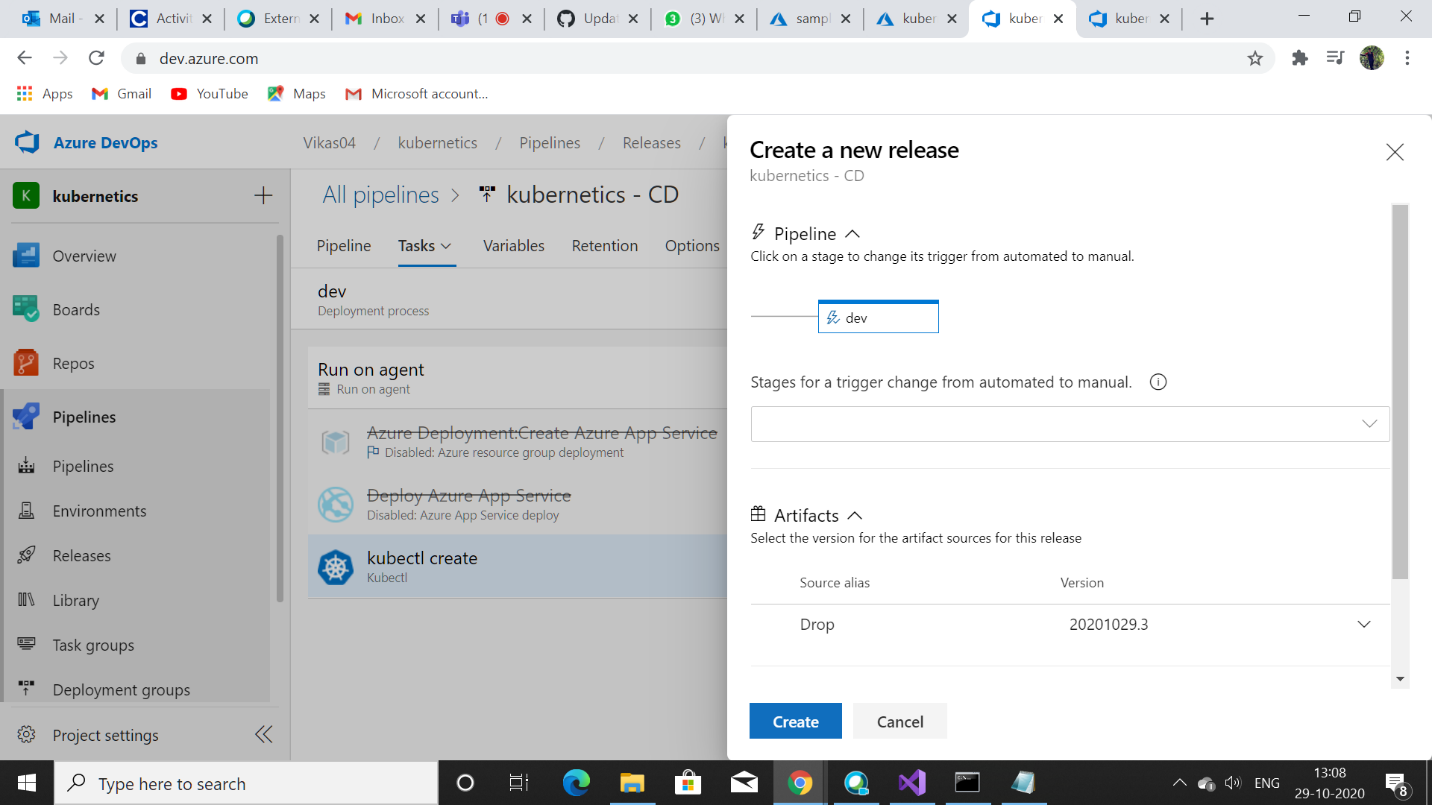 Mail -
Activit
Extern
Inbox
(1
Updat
(3) W
sampl
kuber
kuber
kuber
dev.azure.com
Apps
Gmail
YouTube
Maps
Microsoft account...
Azure DevOps
Vikas04 / kubernetics / Pipelines / Releases /
K kubernetics
Overview
Boards
Repos
Pipelines
Pipelines
Environments
Releases
Library
Task groups
Deployment groups
Project settings
All pipelines > kubernetics - CD
Pipeline Tasks Variables Retention Options
dev
Deployment process
Run on agent
Run on agent
Azure Deployment:Create Azure App Service
Disabled: Azure resource group deployment
Deploy Azure App Service
Disabled: Azure App Service deploy
kubectl create
Kubectl
Create a new release
kubernetics - CD
Pipeline
Click on a stage to change its trigger from automated to manual.
dev
Stages for a trigger change from automated to manual.
Artifacts
Select the version for the artifact sources for this release
Source alias Version
Drop 20201029.3
Create Cancel
Type here to search
ENG
13:08
29-10-2020
8